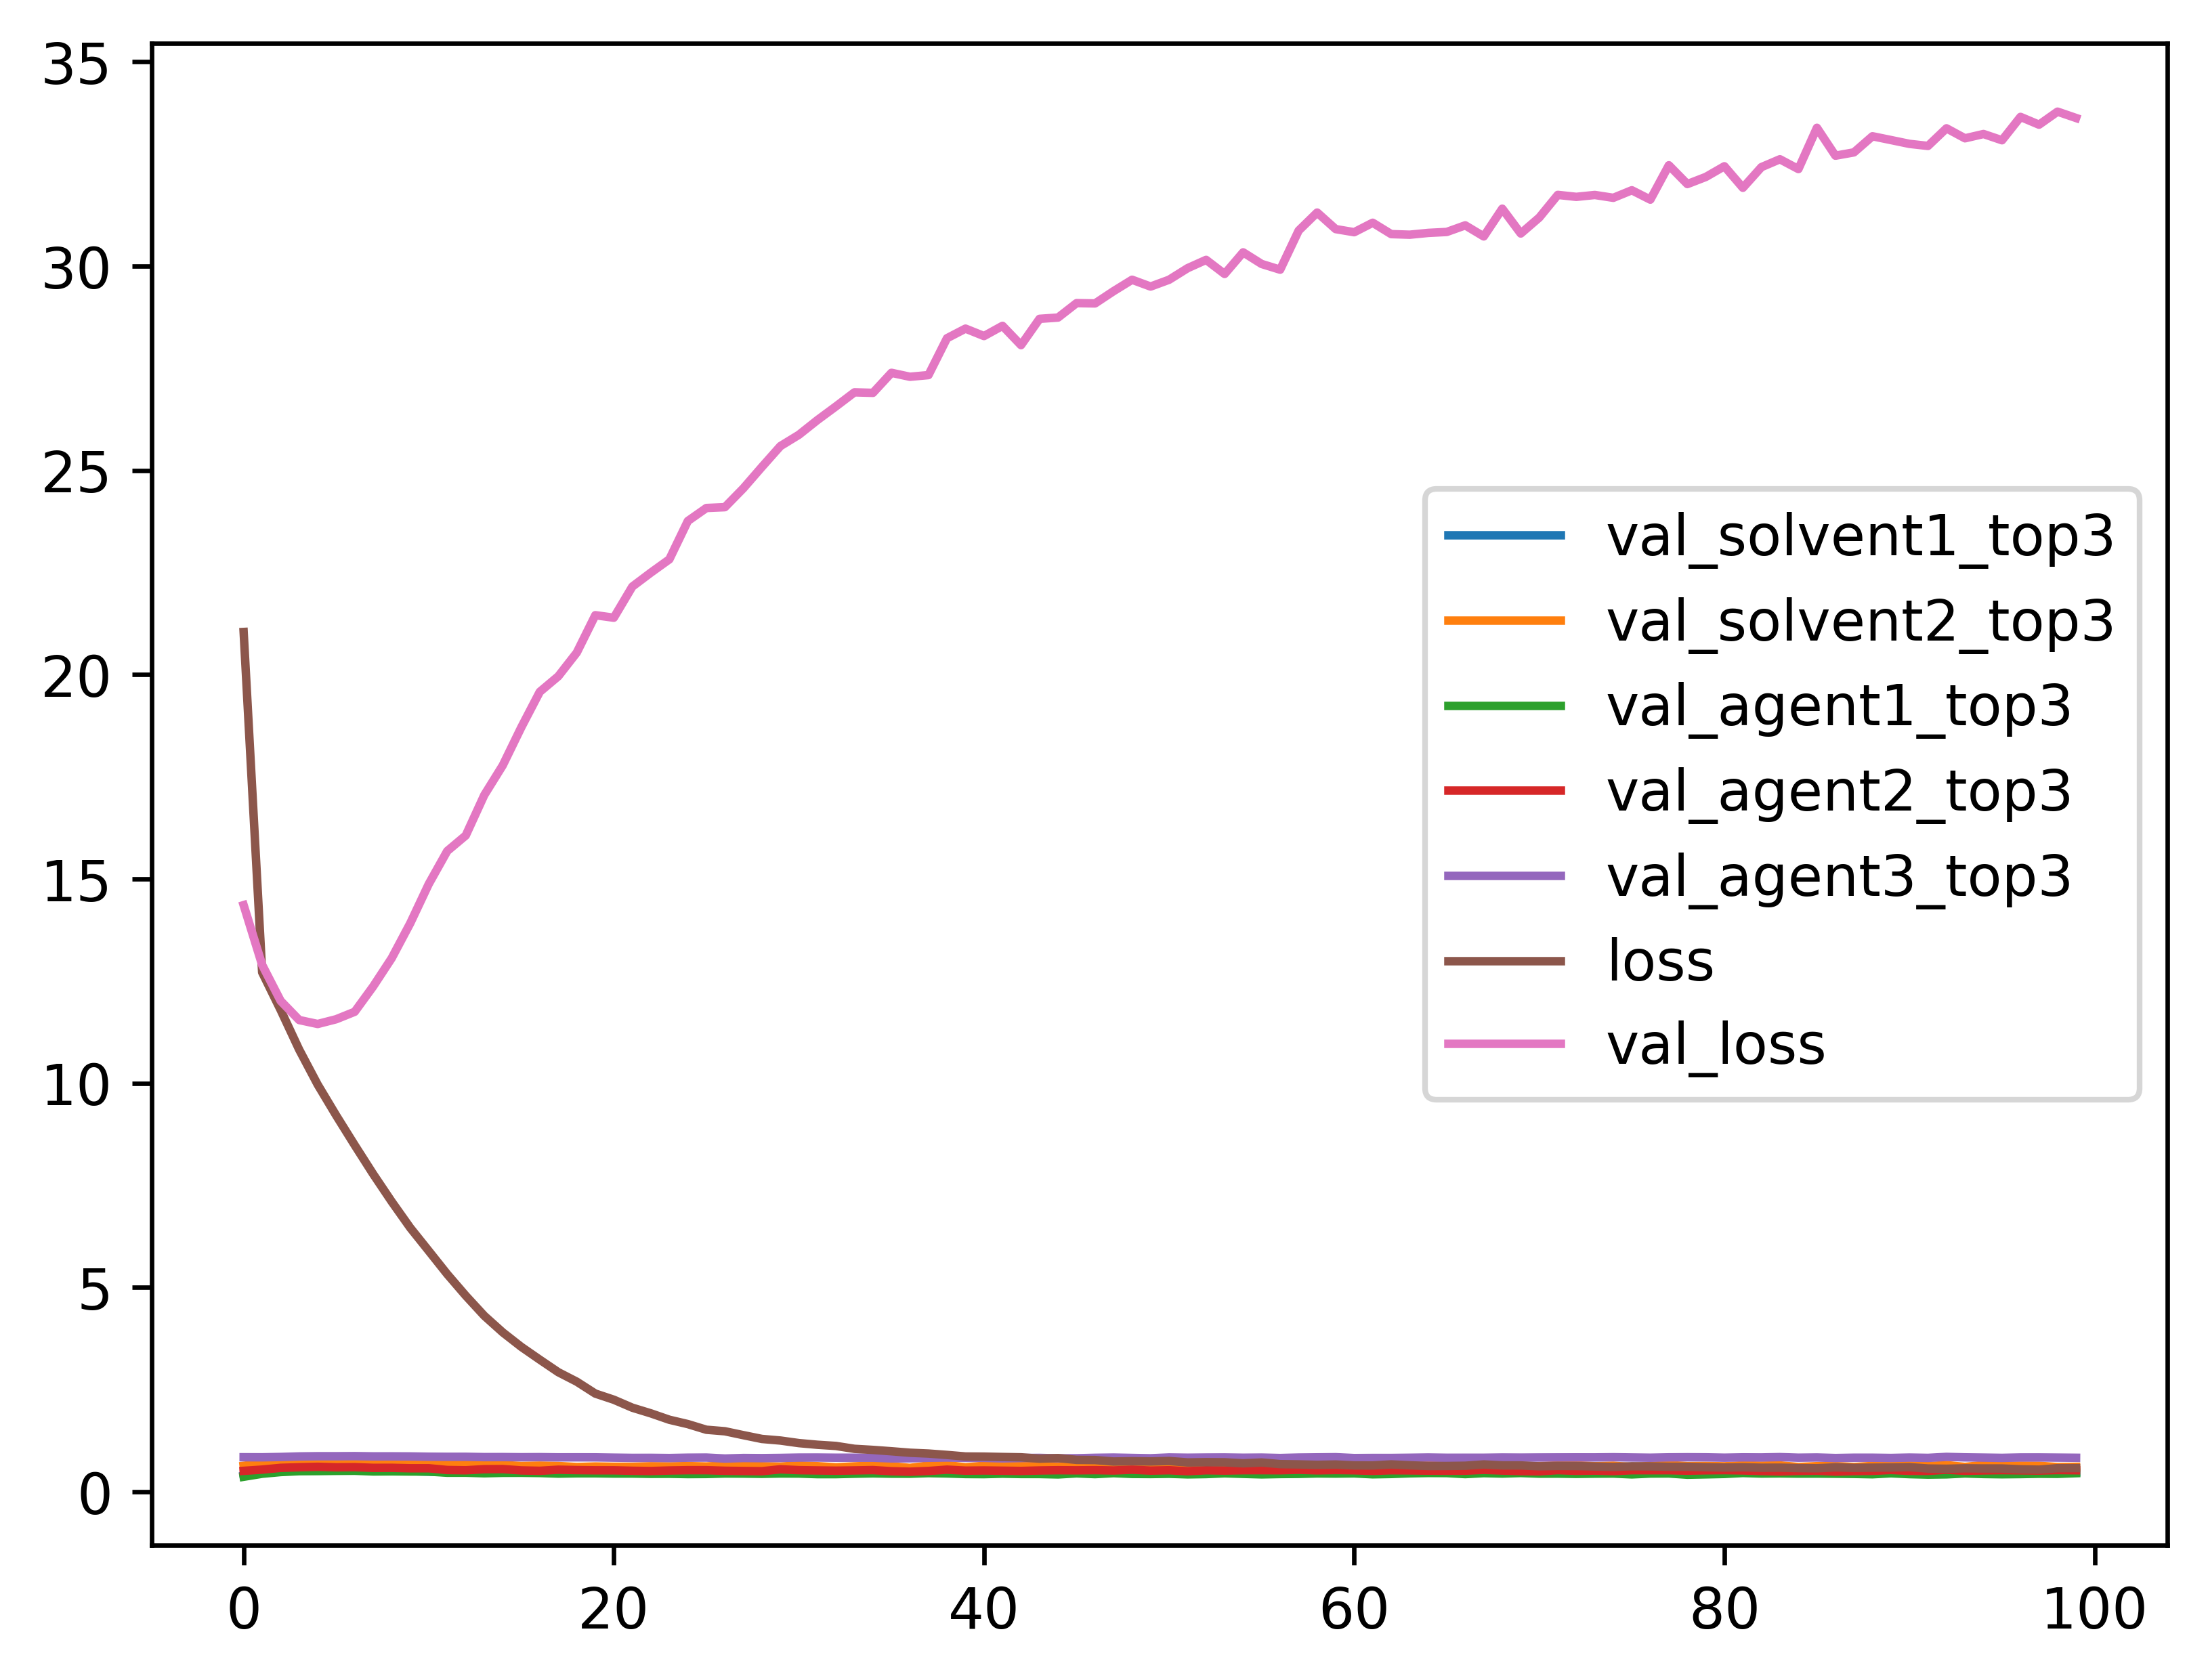 35
30
25
20
15
10
5
0
val_solvent1_top3
val_solvent2_top3
val_agent1_top3
val_agent2_top3
val_agent3_top3
loss
val_loss
0 20 40 60 80 100